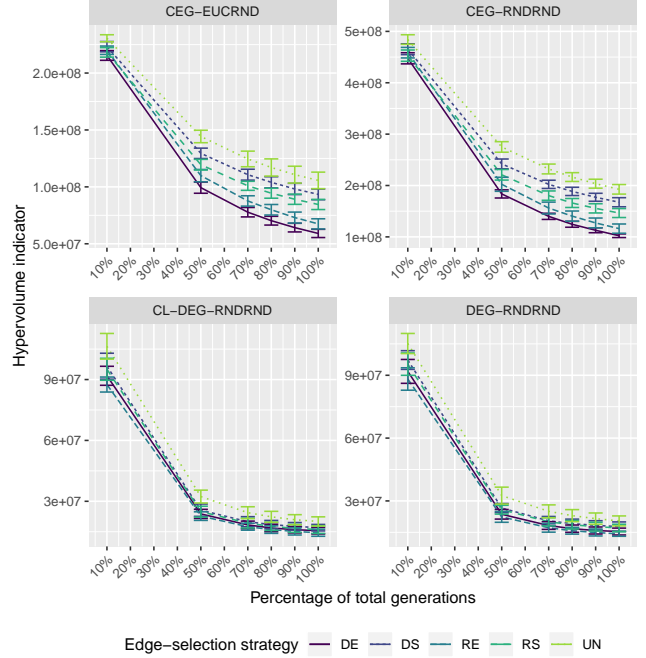 CEG−EUCRND
CEG−RNDRND
2.0e+08
1.5e+08
1.0e+08
5.0e+07
5e+08
4e+08
3e+08
2e+08
1e+08
10% 20% 30% 40% 50% 60% 70% 80% 90% 100%
10% 20% 30% 40% 50% 60% 70% 80% 90% 100%
Hypervolume indicator
CL−DEG−RNDRND
DEG−RNDRND
9e+07
6e+07
3e+07
9e+07
6e+07
3e+07
10% 20% 30% 40% 50% 60% 70% 80% 90% 100%
10% 20% 30% 40% 50% 60% 70% 80% 90% 100%
Percentage of total generations
Edge−selection strategy DE DS RE RS UN